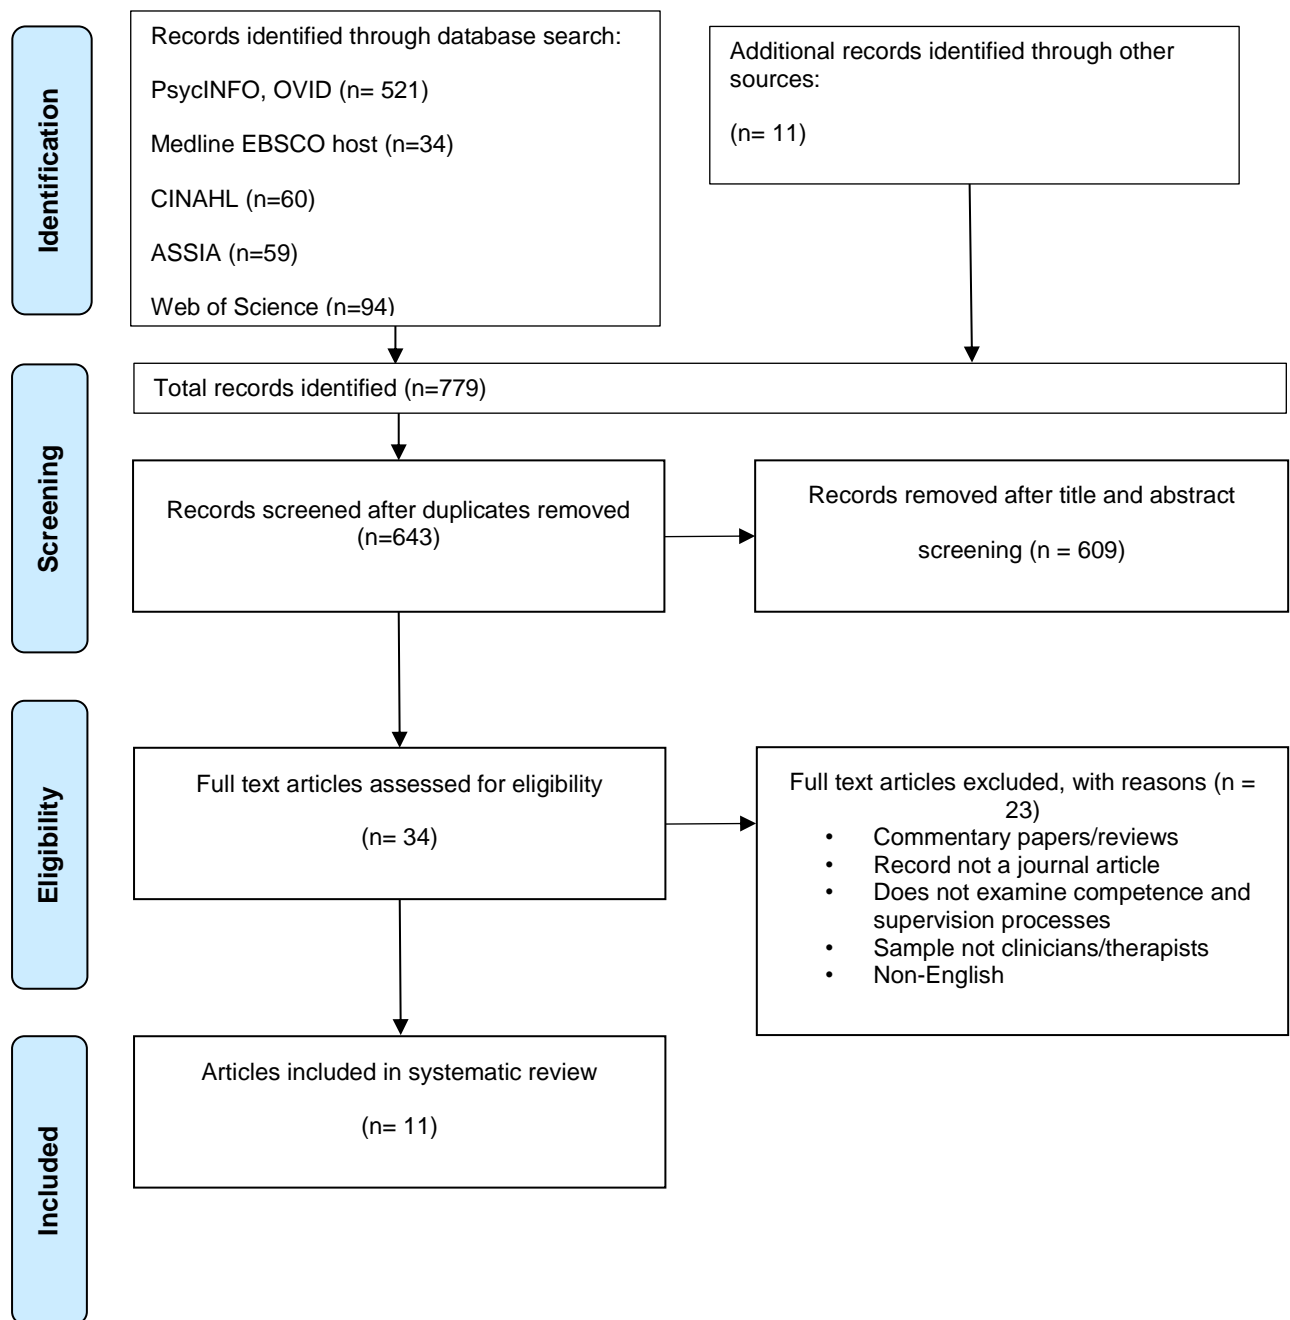 Identification
Records identified through database search:
PsycINFO, OVID (n= 521)
Medline EBSCO host (n=34)
CINAHL (n=60)
ASSIA (n=59)
Web of Science (n=94)
Additional records identified through other
sources:
(n= 11)
Screening
Total records identified (n=779)
Records screened after duplicates removed
(n=643)
Records removed after title and abstract
screening (n = 609)
Eligibility
Full text articles assessed for eligibility
(n= 34)
Full text articles excluded, with reasons (n =
23)
• Commentary papers/reviews
• Record not a journal article
• Does not examine competence and
supervision processes
• Sample not clinicians/therapists
• Non-English
Included
Articles included in systematic review
(n= 11)